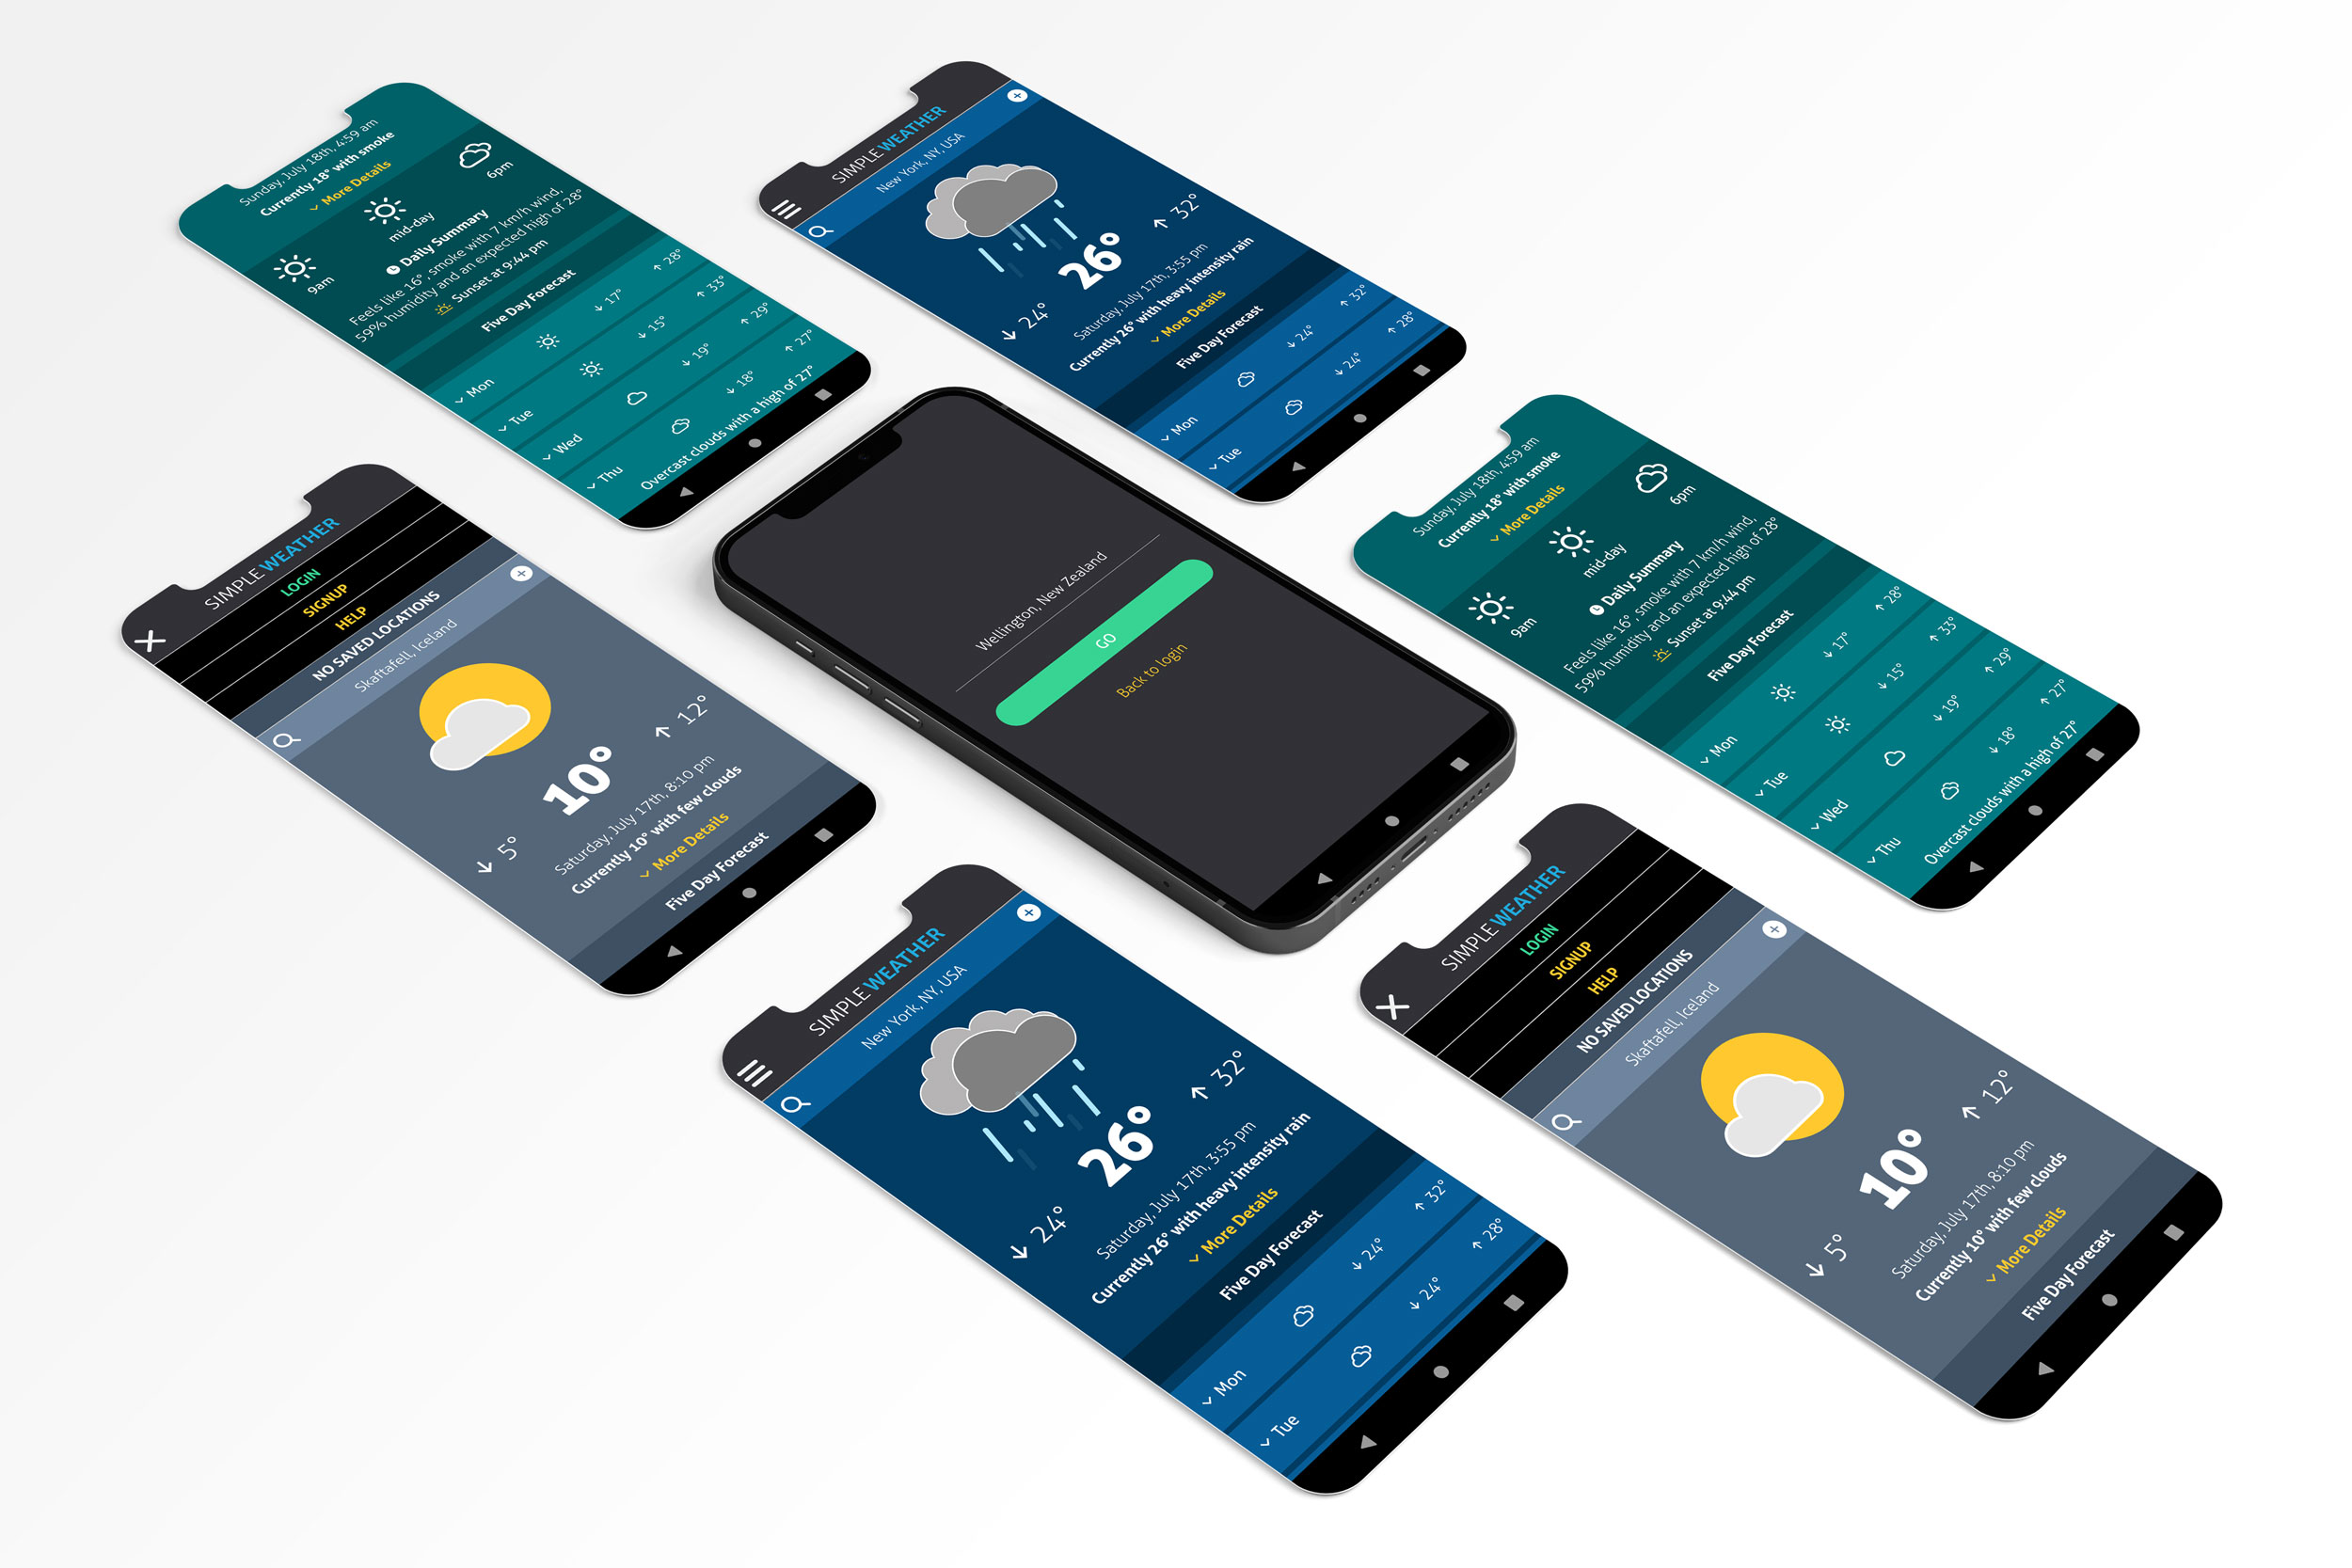 Sunday, July 18th, 4:59 am
Currently 18° with smoke
More Details
9am
mid-day
6pm
Daily Summary
Feels like 16°, smoke with 7 km/h wind,
59% humidity and an expected high of 28°
Sunset at 9:44 pm
Five Day Forecast
Mon 17° 28°
Tue 15° 33°
Wed 19° 29°
Thu 18° 27°
Overcast clouds with a high of 27°
SIMPLE WEATHER
New York, NY, USA
26°
24° 32°
Saturday, July 17th, 3:55 pm
Currently 26° with heavy intensity rain
More Details
Five Day Forecast
Mon 24° 32°
Tue 24° 28°
SIMPLE WEATHER
LOGIN
SIGNUP
HELP
NO SAVED LOCATIONS
Skaftafell, Iceland
10°
5° 12°
Saturday, July 17th, 8:10 pm
Currently 10° with few clouds
More Details
Five Day Forecast
Wellington, New Zealand
GO
Back to login
Sunday, July 18th, 4:59 am
Currently 18° with smoke
More Details
9am
mid-day
6pm
Daily Summary
Feels like 16°, smoke with 7 km/h wind,
59% humidity and an expected high of 28°
Sunset at 9:44 pm
Five Day Forecast
Mon 17° 28°
Tue 15° 33°
Wed 19° 29°
Thu 18° 27°
Overcast clouds with a high of 27°
SIMPLE WEATHER
New York, NY, USA
26°
24° 32°
Saturday, July 17th, 3:55 pm
Currently 26° with heavy intensity rain
More Details
Five Day Forecast
Mon 24° 32°
Tue 24° 28°
SIMPLE WEATHER
LOGIN
SIGNUP
HELP
NO SAVED LOCATIONS
Skaftafell, Iceland
10°
5° 12°
Saturday, July 17th, 8:10 pm
Currently 10° with few clouds
More Details
Five Day Forecast